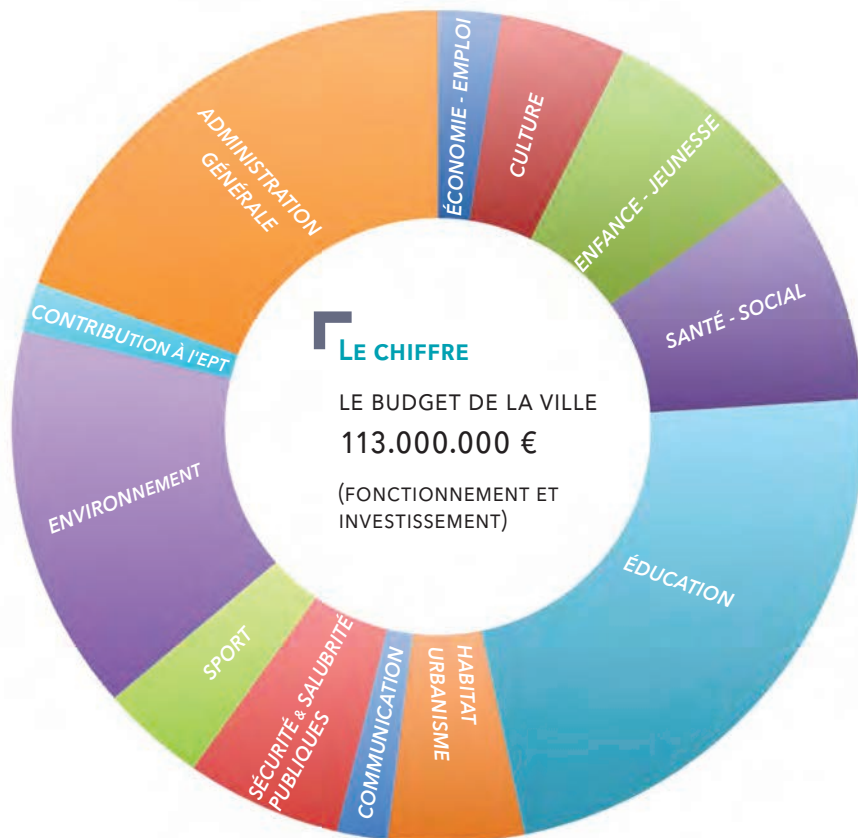 ÉCONOMIE - EMPLOI
CULTURE
ENFANCE - JEUNESSE
SANTÉ - SOCIAL
ÉDUCATION
HABITAT
URBANISME
COMMUNICATION
SÉCURITÉ & SALUBRITÉ
PUBLIQUES
SPORT
ENVIRONNEMENT
CONTRIBUTION À l'EPT
ADMINISTRATION
GÉNÉRALE
LE CHIFFRE
LE BUDGET DE LA VILLE
113.000.000 €
(FONCTIONNEMENT ET
INVESTISSEMENT)